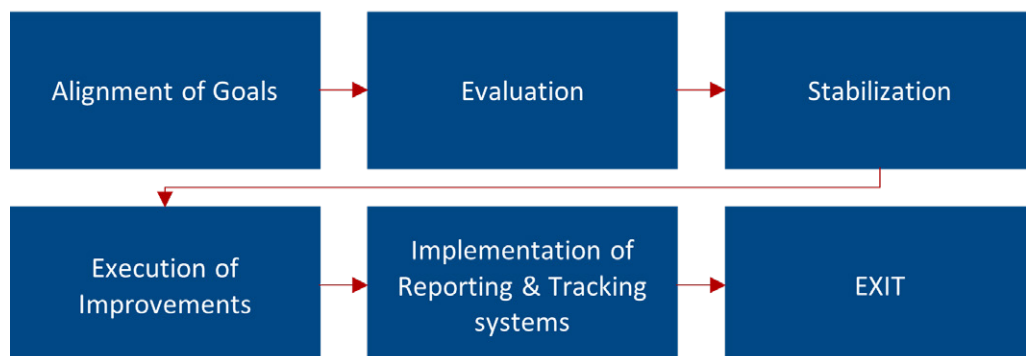 Alignment of Goals
Evaluation
Stabilization
Execution of
Improvements
Implementation of
Reporting & Tracking
systems
EXIT